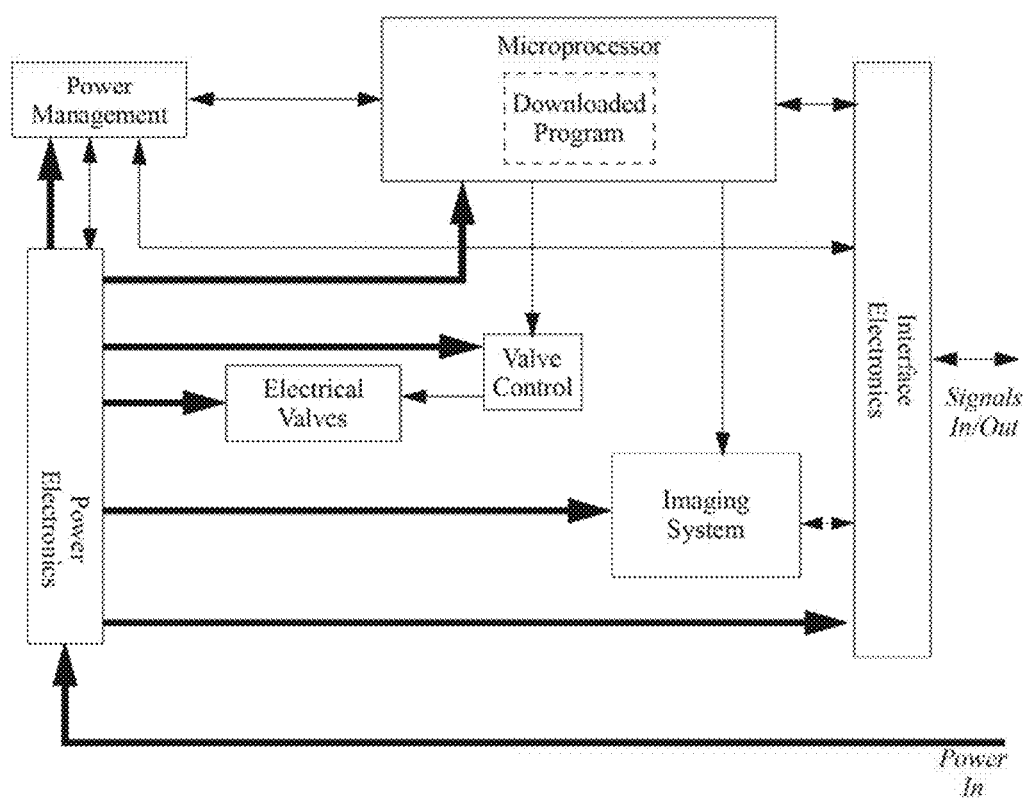 Microprocessor
Downloaded
Program
Power
Management
Interface
Electronics
Valve
Control
Electrical
Valves
Signals
In/Out
Power
Electronics
Imaging
System
Power
In